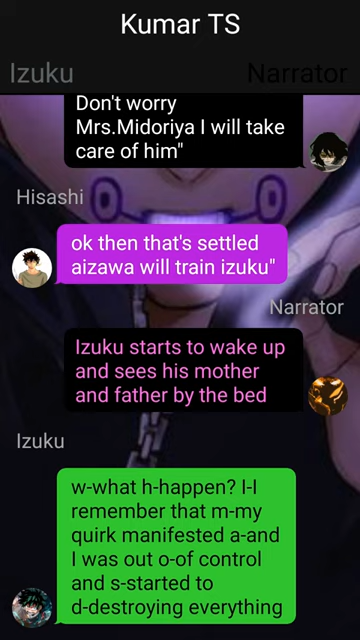 Kumar TS
Izuku
Narrator
Don't worry
Mrs.Midoriya I will take
care of him"
Hisashi
ok then that's settled
aizawa will train izuku"
Narrator
Izuku starts to wake up
and sees his mother
and father by the bed
Izuku
w-what h-happen? I-I
remember that m-my
quirk manifested a-and
I was out o-of control
and s-started to
d-destroying everything